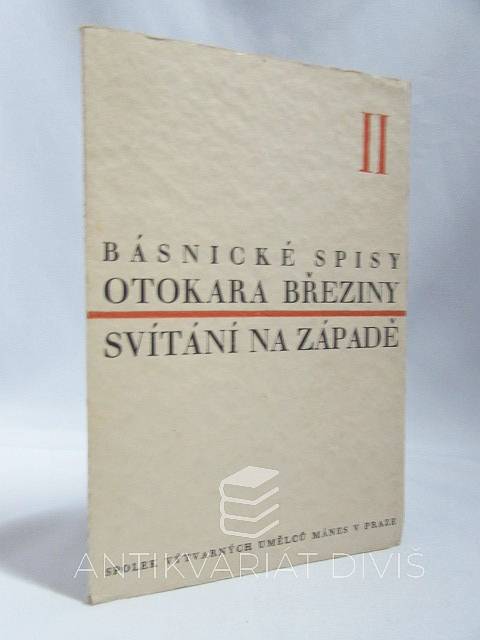 II
BÁSNICKÉ SPISY
OTOKARA BŘEZINY
SVÍTÁNÍ NA ZÁPADĚ
SPOLEK VÝTVARNÝCH UMĚLCŮ MÁNES V PRAZE
ANTIKVARIÁT DIVIŠ